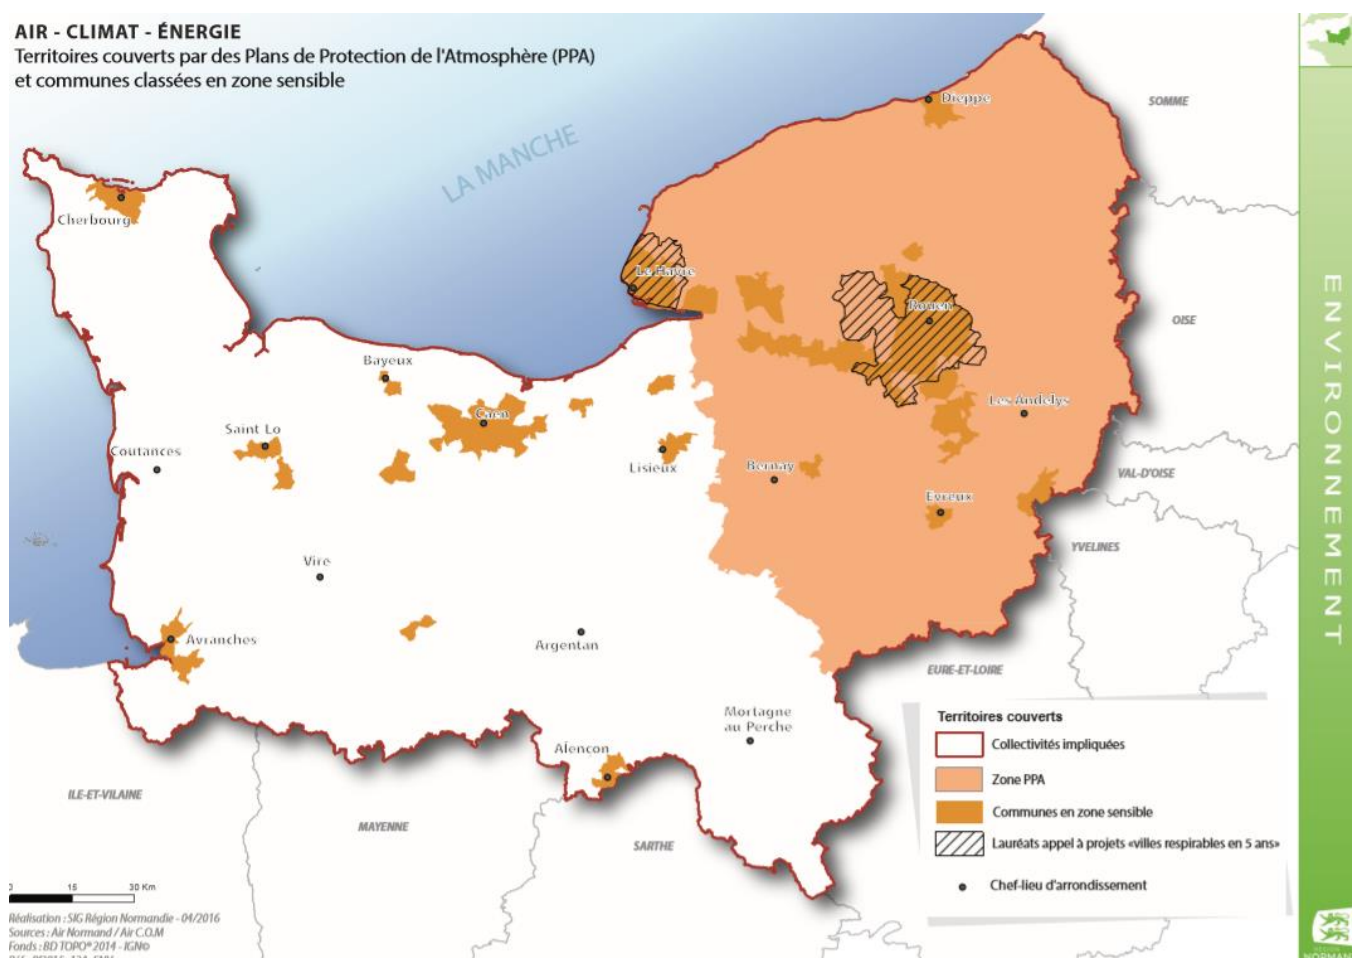 AIR - CLIMAT - ÉNERGIE
Territoires couverts par des Plans de Protection de l'Atmosphère (PPA)
et communes classées en zone sensible
LA MANCHE
SOMME
Dieppe
Cherbourg
Le Havre
Rouen
OISE
Bayeux
Caen
Saint Lo
Coutances
Lisieux
Les Andelys
Bernay
Evreux
VAL-D'OISE
YVELINES
Vire
Avranches
Argentan
EURE-ET-LOIRE
Mortagne
au Perche
Alençon
ILE-ET-VILAINE
MAYENNE
SARTHE
Territoires couverts
Collectivités impliquées
Zone PPA
Communes en zone sensible
Lauréats appel à projets «villes respirables en 5 ans»
Chef-lieu d'arrondissement
0 15 30 Km
Réalisation : SIG Région Normandie - 04/2016
Sources : Air Normand / Air C.O.M
Fonds : BD TOPO® 2014 - IGN©
ENVIRONNEMENT